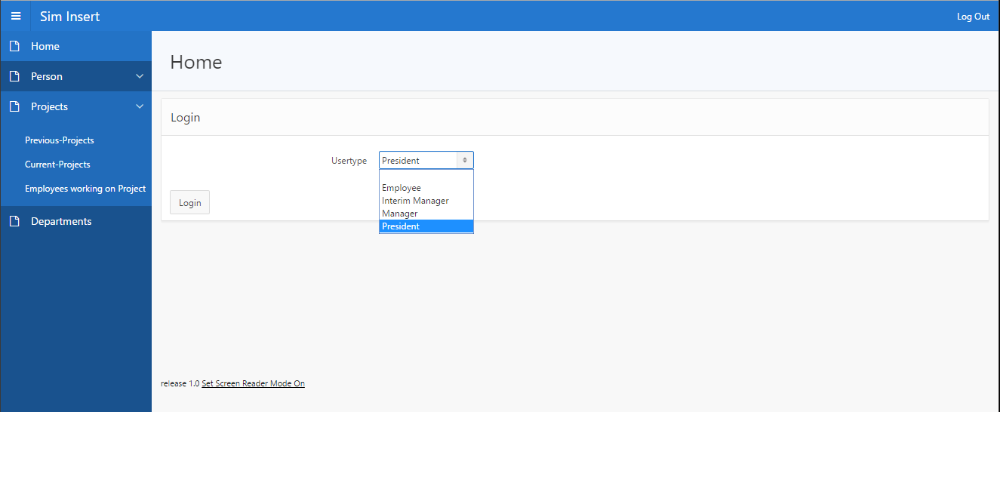 Sim Insert
Log Out
Home
Person
Projects
Previous-Projects
Current-Projects
Employees working on Project
Departments
Home
Login
Usertype President
Employee
Interim Manager
Manager
President
Login
release 1.0 Set Screen Reader Mode On